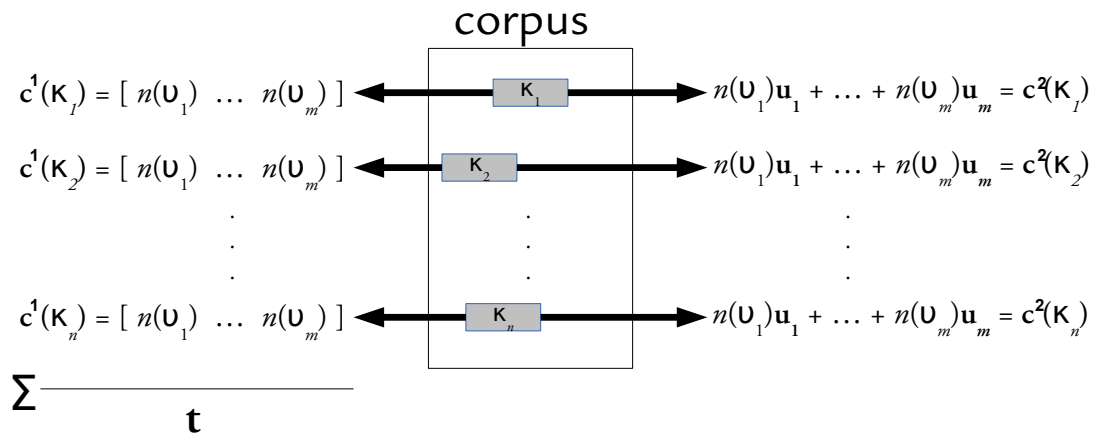 corpus
c¹(κ₁) = [ n(υ₁) … n(υₘ) ] κ₁ n(υ₁)u₁ + … + n(υₘ)uₘ = c²(κ₁)
c¹(κ₂) = [ n(υ₁) … n(υₘ) ] κ₂ n(υ₁)u₁ + … + n(υₘ)uₘ = c²(κ₂)
. . .
. . .
. . .
c¹(κₙ) = [ n(υ₁) … n(υₘ) ] κₙ n(υ₁)u₁ + … + n(υₘ)uₘ = c²(κₙ)
Σ
t